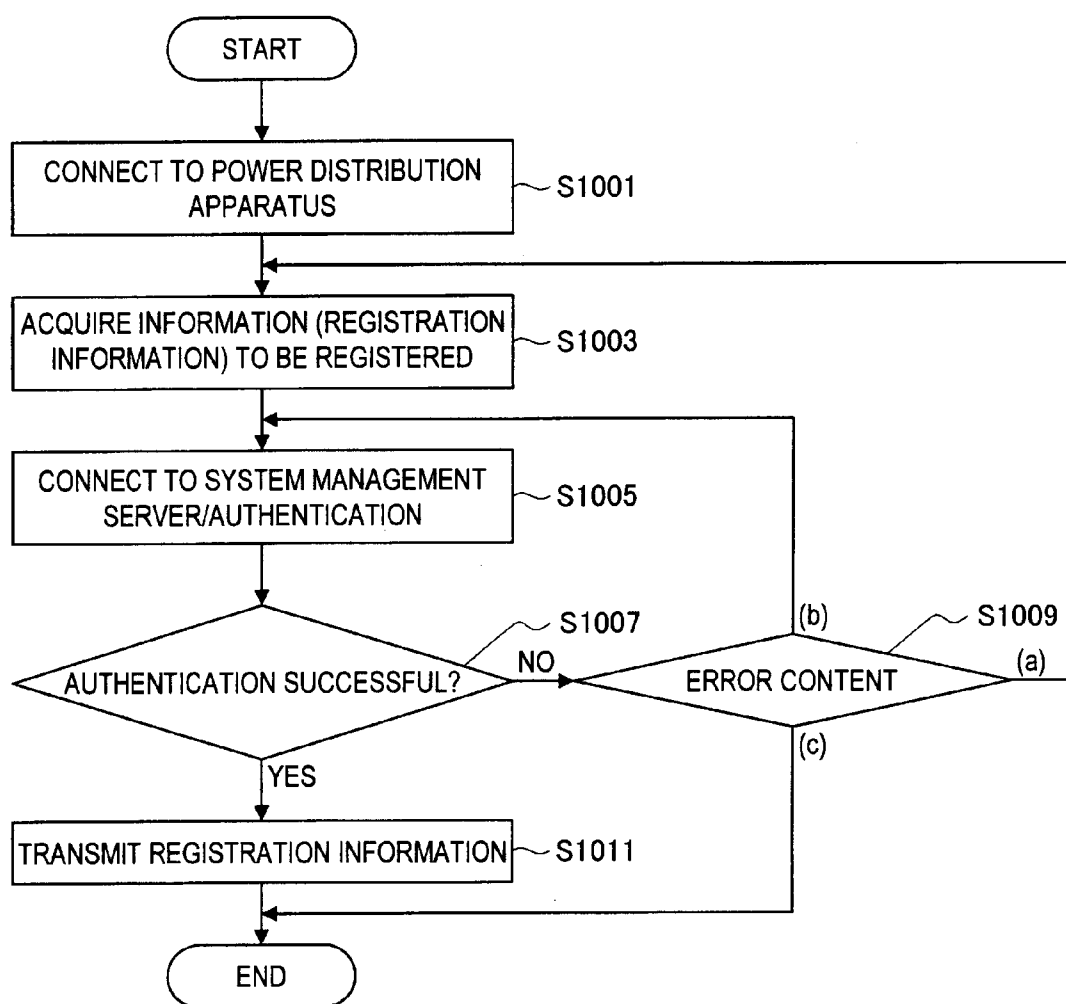 START
CONNECT TO POWER DISTRIBUTION
APPARATUS
S1001
ACQUIRE INFORMATION (REGISTRATION
INFORMATION) TO BE REGISTERED
S1003
CONNECT TO SYSTEM MANAGEMENT
SERVER/AUTHENTICATION
S1005
AUTHENTICATION SUCCESSFUL?
S1007
NO
YES
ERROR CONTENT
S1009
(a)
(b)
(c)
TRANSMIT REGISTRATION INFORMATION
S1011
END